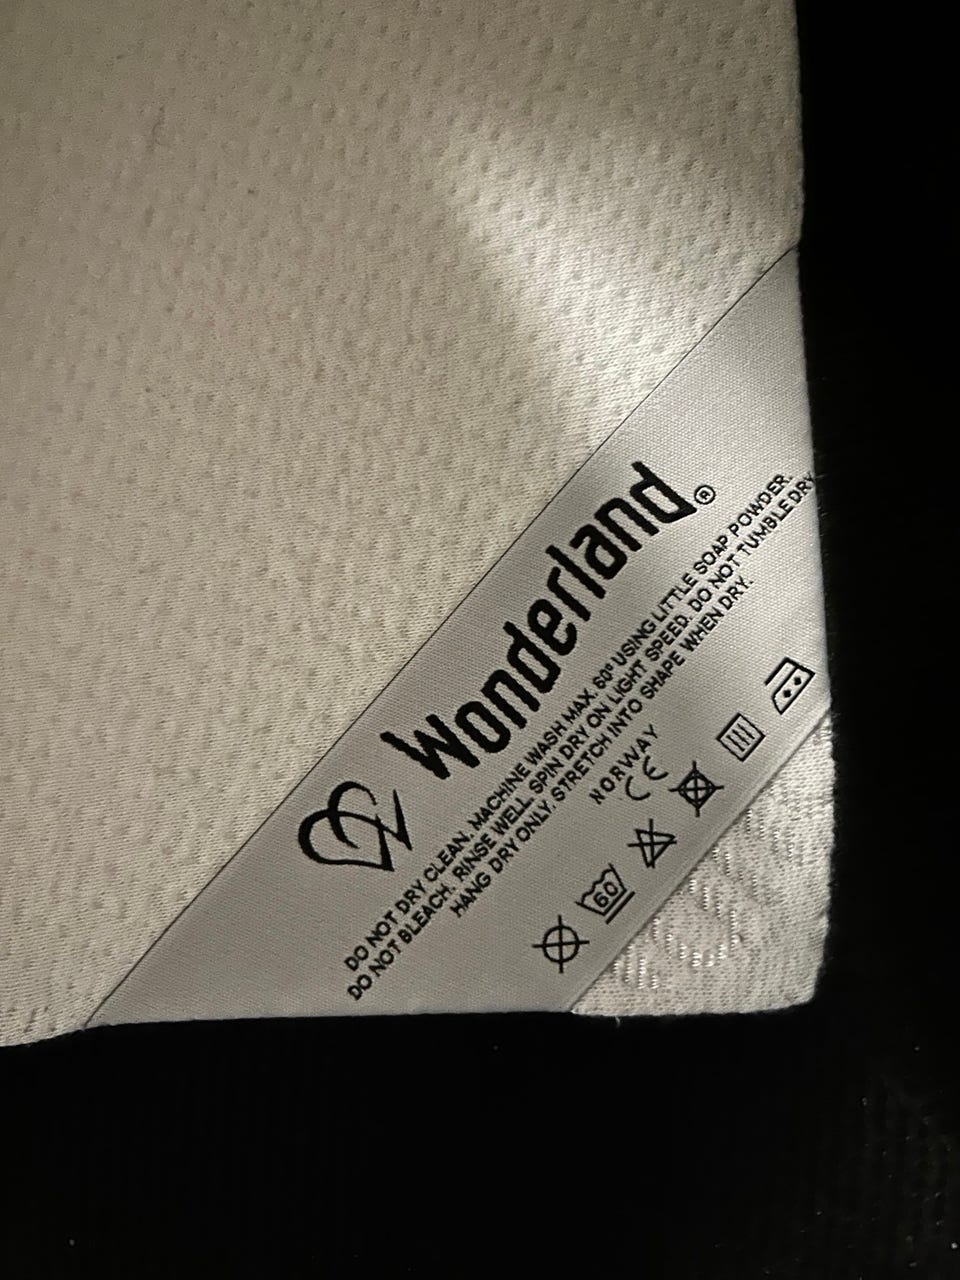 Wonderland®
DO NOT DRY CLEAN. MACHINE WASH MAX. 60° USING LITTLE SOAP POWDER.
DO NOT BLEACH. RINSE WELL. SPIN DRY ON LIGHT SPEED. DO NOT TUMBLE DRY.
HANG DRY ONLY. STRETCH INTO SHAPE WHEN DRY.
NORWAY
CE
60